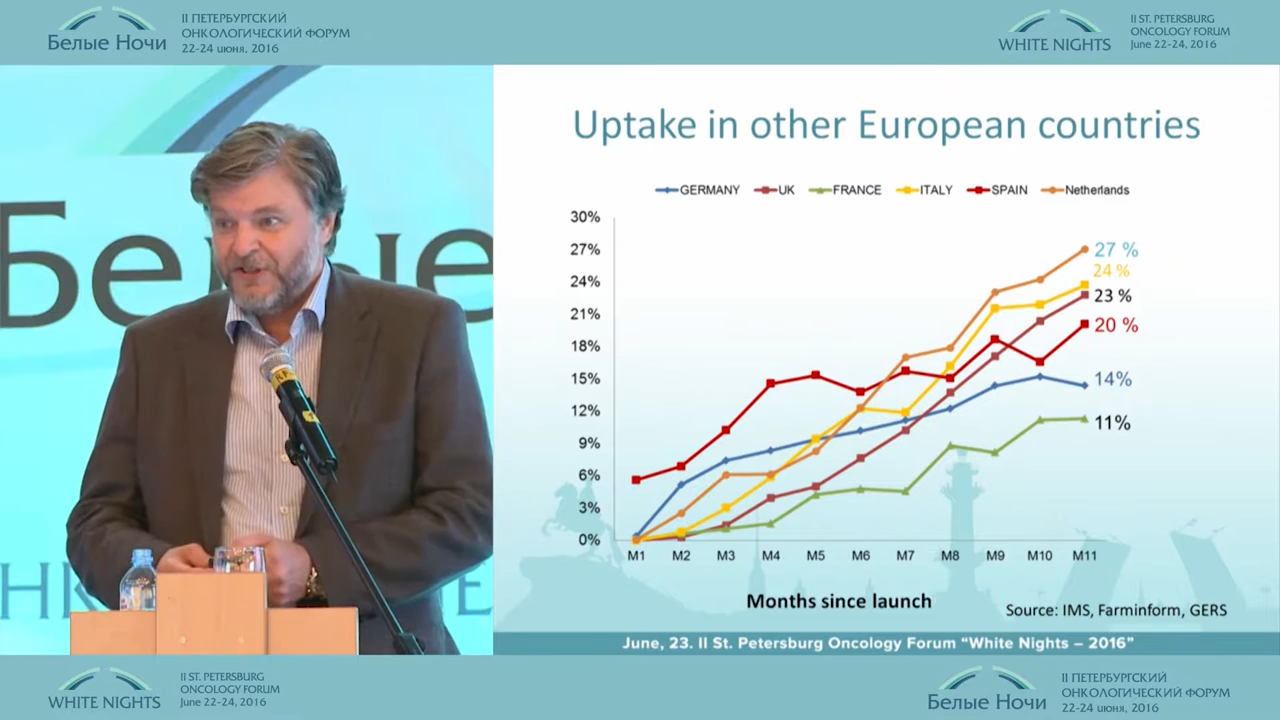 Белые Ночи
II ПЕТЕРБУРГСКИЙ
ОНКОЛОГИЧЕСКИЙ ФОРУМ
22-24 июня, 2016
WHITE NIGHTS
II ST. PETERSBURG
ONCOLOGY FORUM
June 22-24, 2016
Белые
Uptake in other European countries
GERMANY UK FRANCE ITALY SPAIN Netherlands
30%
27%
24%
21%
18%
15%
12%
9%
6%
3%
0%
27 %
24 %
23 %
20 %
14%
11%
M1 M2 M3 M4 M5 M6 M7 M8 M9 M10 M11
Months since launch
Source: IMS, Farminform, GERS
June, 23. II St. Petersburg Oncology Forum “White Nights – 2016”
WHITE NIGHTS
II ST. PETERSBURG
ONCOLOGY FORUM
June 22-24, 2016
Белые Ночи
II ПЕТЕРБУРГСКИЙ
ОНКОЛОГИЧЕСКИЙ ФОРУМ
22-24 июня, 2016